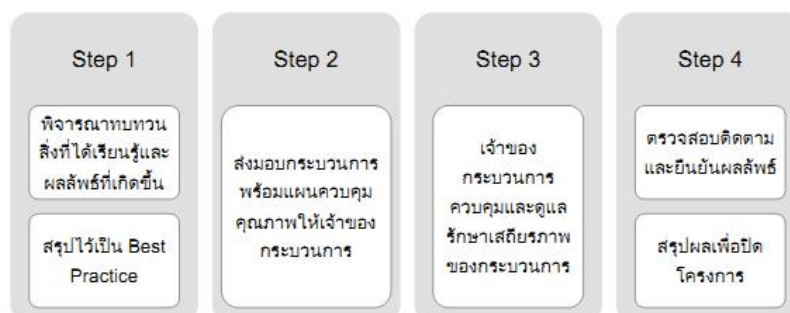 Step 1
พิจารณาทบทวน
สิ่งที่ได้เรียนรู้และ
ผลลัพธ์ที่เกิดขึ้น
สรุปไว้เป็น Best
Practice
Step 2
ส่งมอบกระบวนการ
พร้อมแผนควบคุม
คุณภาพให้เจ้าของ
กระบวนการ
Step 3
เจ้าของ
กระบวนการ
ควบคุมและดูแล
รักษาเสถียรภาพ
ของกระบวนการ
Step 4
ตรวจสอบติดตาม
และยืนยันผลลัพธ์
สรุปผลเพื่อปิด
โครงการ